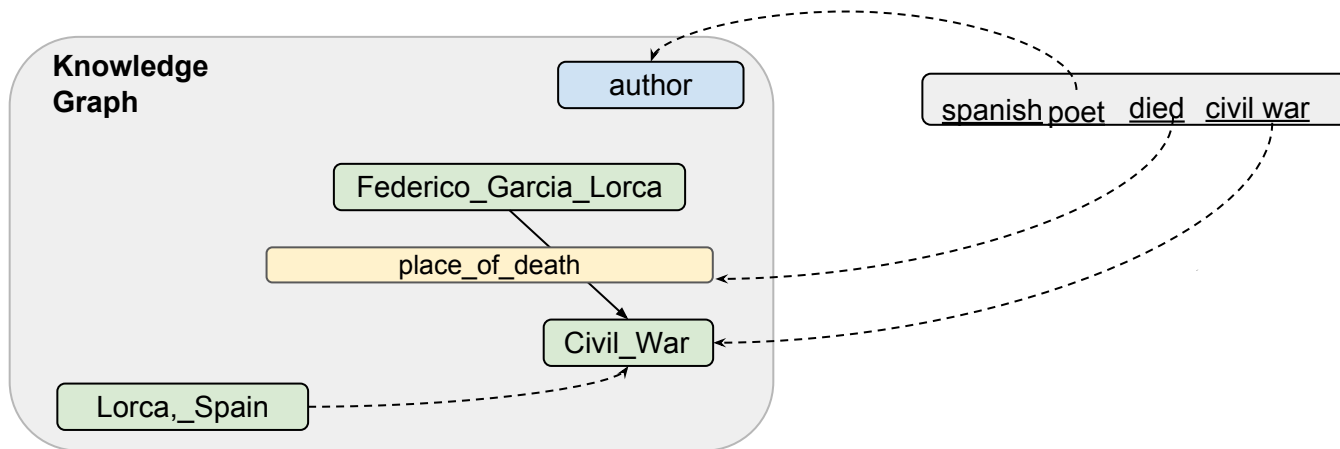 Knowledge
Graph
author
spanish poet died civil war
Federico_Garcia_Lorca
place_of_death
Civil_War
Lorca,_Spain